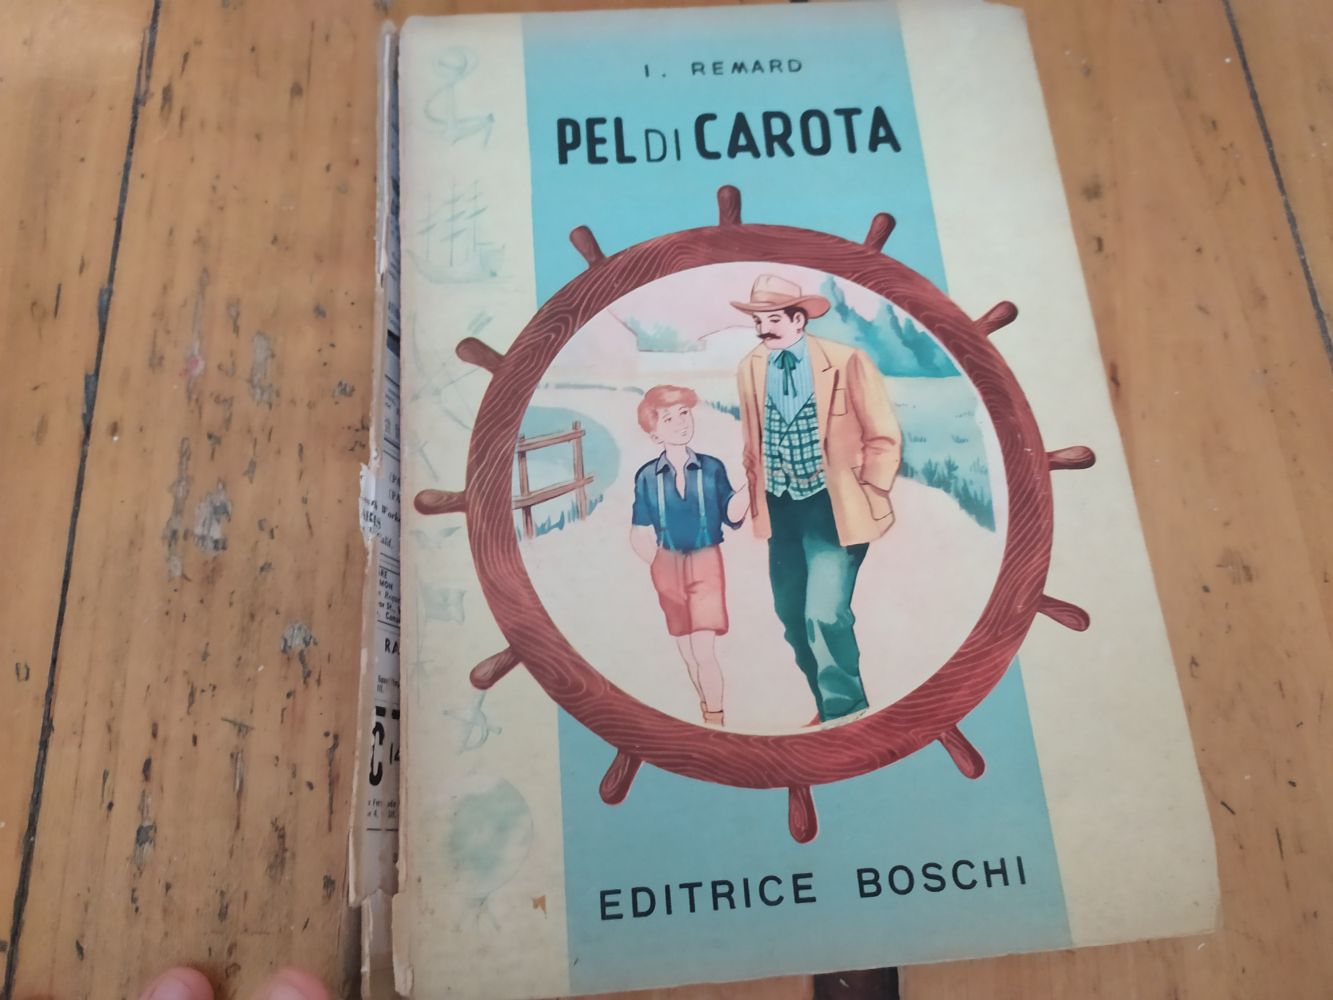 I. REMARD
PEL DI CAROTA
EDITRICE BOSCHI